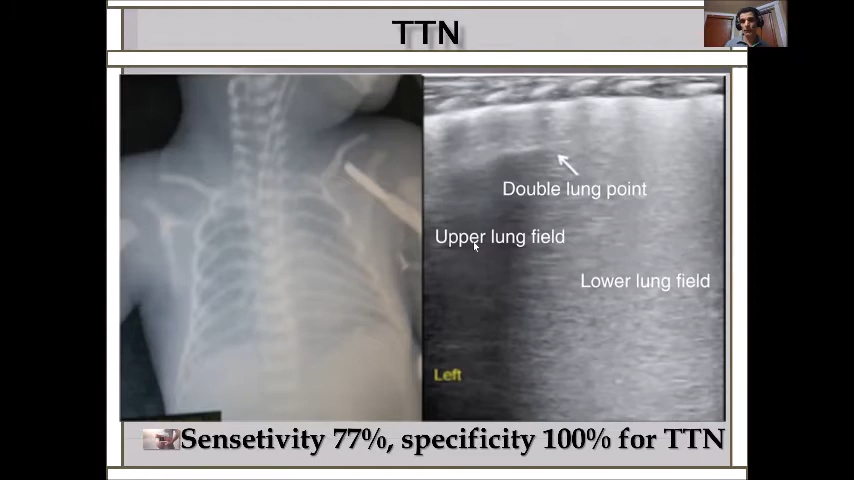 TTN
Double lung point
Upper lung field
Lower lung field
Left
Sensetivity 77%, specificity 100% for TTN